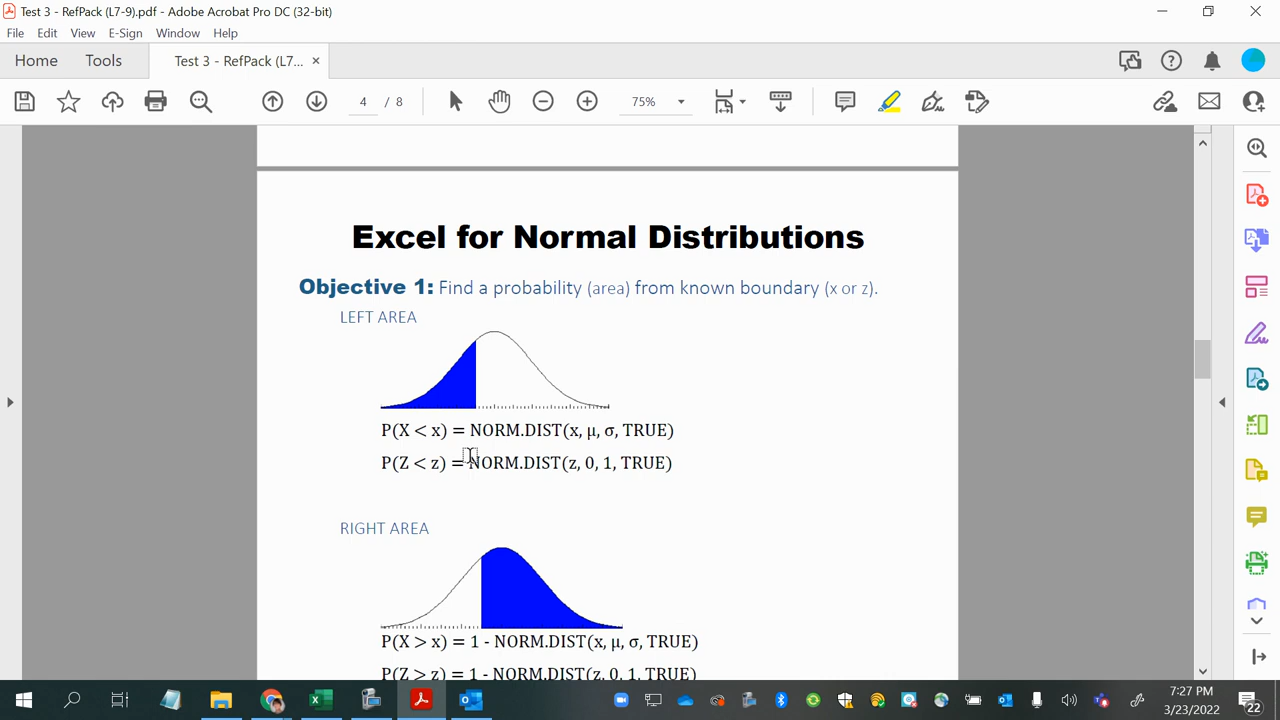 Test 3 - RefPack (L7-9).pdf - Adobe Acrobat Pro DC (32-bit)
File Edit View E-Sign Window Help
Home Tools Test 3 - RefPack (L7... ×
4 / 8 75%
Excel for Normal Distributions
Objective 1: Find a probability (area) from known boundary (x or z).
LEFT AREA
P(X < x) = NORM.DIST(x, μ, σ, TRUE)
P(Z < z) = NORM.DIST(z, 0, 1, TRUE)
RIGHT AREA
P(X > x) = 1 - NORM.DIST(x, μ, σ, TRUE)
P(Z > z) = 1 - NORM.DIST(z, 0, 1, TRUE)
7:27 PM
3/23/2022
22